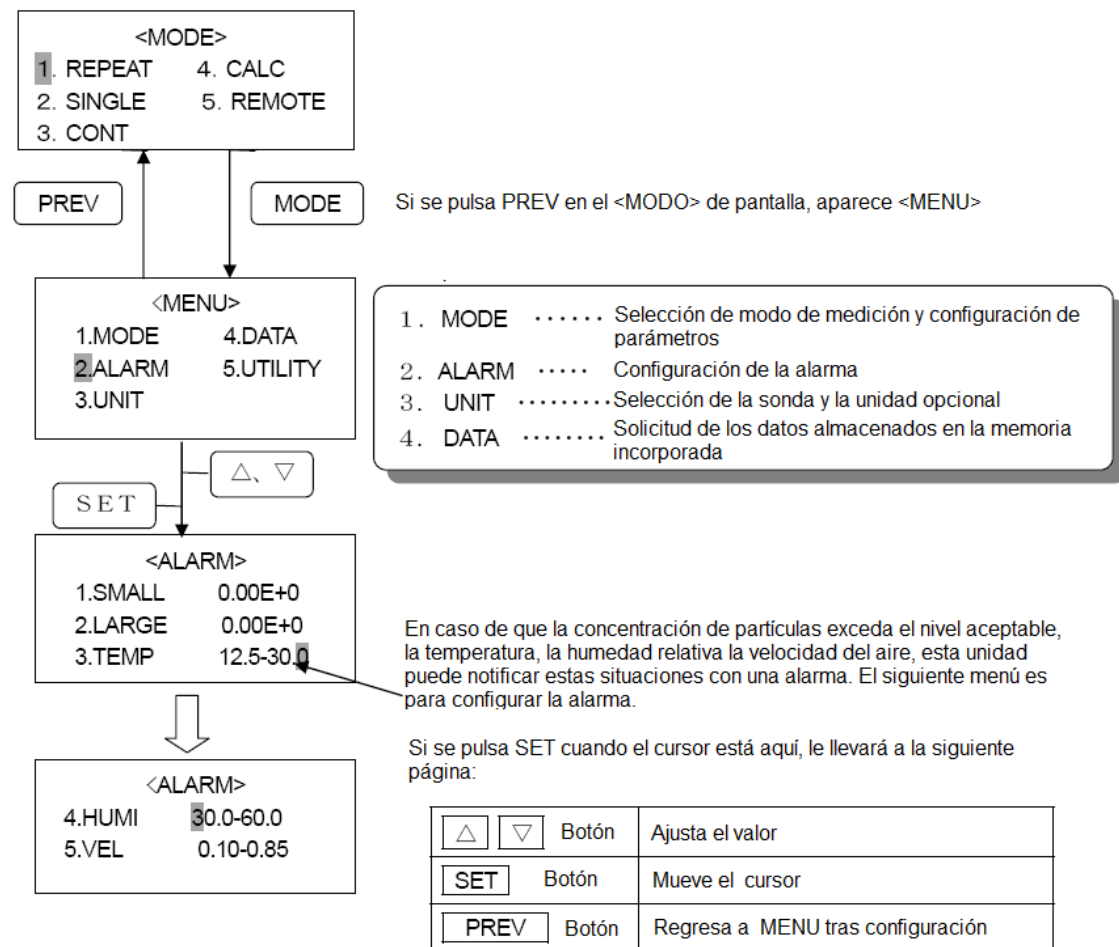 <MODE>
1. REPEAT 4. CALC
2. SINGLE 5. REMOTE
3. CONT
PREV
MODE
Si se pulsa PREV en el <MODO> de pantalla, aparece <MENU>
<MENU>
1.MODE 4.DATA
2.ALARM 5.UTILITY
3.UNIT
1. MODE ······ Selección de modo de medición y configuración de
parámetros
2. ALARM ····· Configuración de la alarma
3. UNIT ·········Selección de la sonda y la unidad opcional
4. DATA ········ Solicitud de los datos almacenados en la memoria
incorporada
△、▽
SET
<ALARM>
1.SMALL 0.00E+0
2.LARGE 0.00E+0
3.TEMP 12.5-30.0
En caso de que la concentración de partículas exceda el nivel aceptable,
la temperatura, la humedad relativa la velocidad del aire, esta unidad
puede notificar estas situaciones con una alarma. El siguiente menú es
para configurar la alarma.
Si se pulsa SET cuando el cursor está aquí, le llevará a la siguiente
página:
<ALARM>
4.HUMI 30.0-60.0
5.VEL 0.10-0.85
△ ▽ Botón Ajusta el valor
SET Botón Mueve el cursor
PREV Botón Regresa a MENU tras configuración